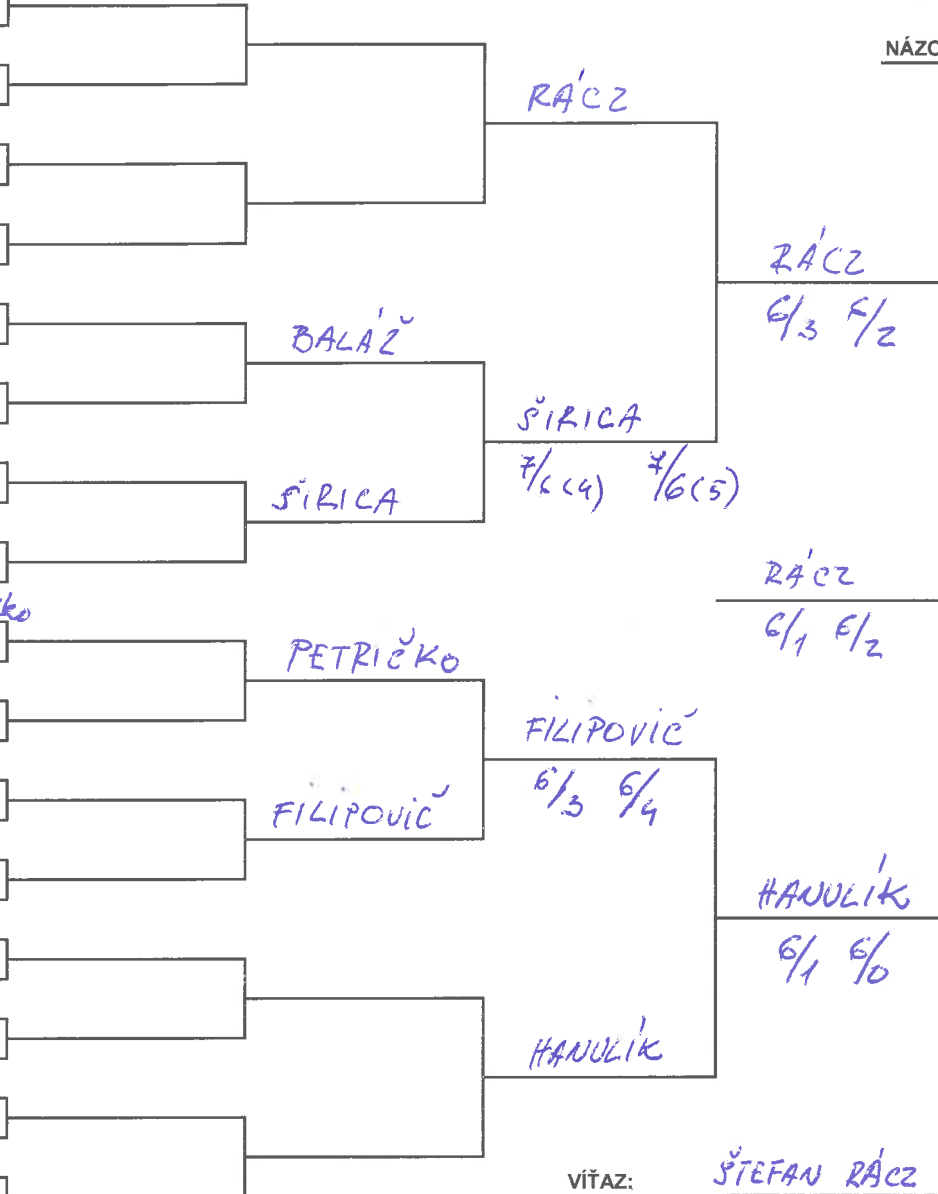 NÁZO
RÁCZ
RÁCZ
6/3 6/2
BALÁŽ
ŠIRICA
7/6(4) 7/6(5)
ŠIRICA
RÁCZ
6/1 6/2
PETRIČKO
FILIPOVIČ
6/3 6/4
FILIPOVIČ
HANULÍK
6/1 6/0
HANULÍK
VÍŤAZ: ŠTEFAN RÁCZ